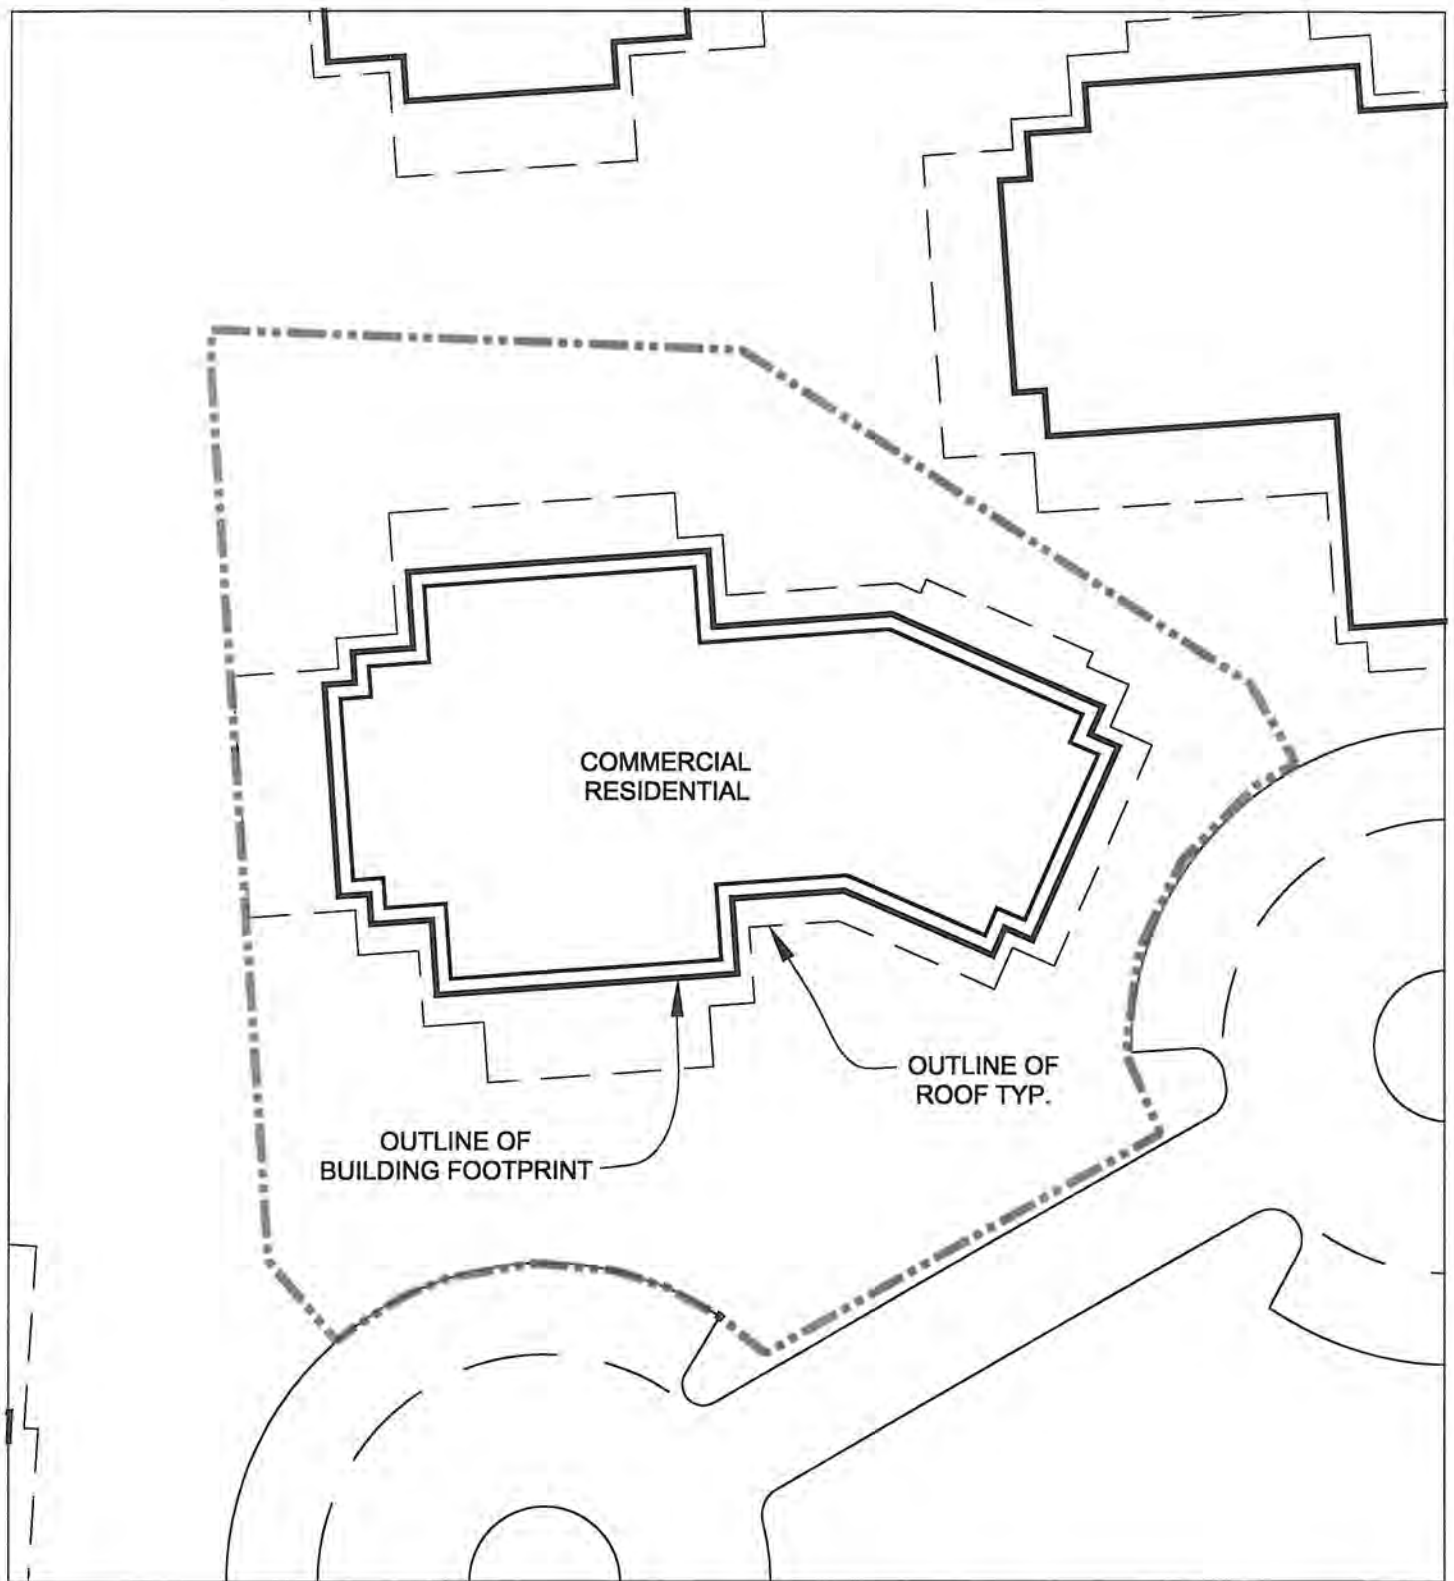 COMMERCIAL
RESIDENTIAL
OUTLINE OF
ROOF TYP.
OUTLINE OF
BUILDING FOOTPRINT